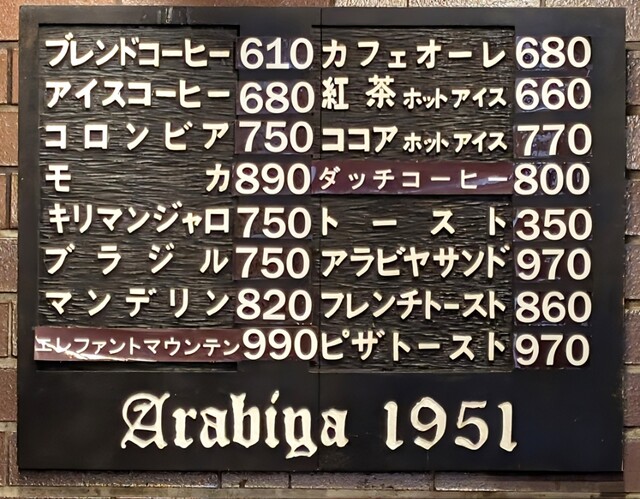 ブレンドコーヒー 610
アイスコーヒー 680
コロンビア 750
モカ 890
キリマンジャロ 750
ブラジル 750
マンデリン 820
エレファントマウンテン 990
カフェオーレ 680
紅茶 ホットアイス 660
ココア ホットアイス 770
ダッチコーヒー 800
トースト 350
アラビヤサンド 970
フレンチトースト 860
ピザトースト 970
Arabiya 1951